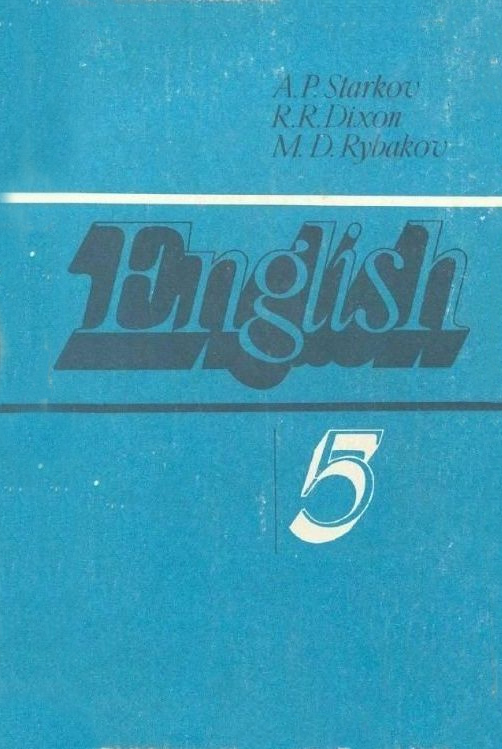 A.P. Starkov
R.R. Dixon
M.D. Rybakov
English
5